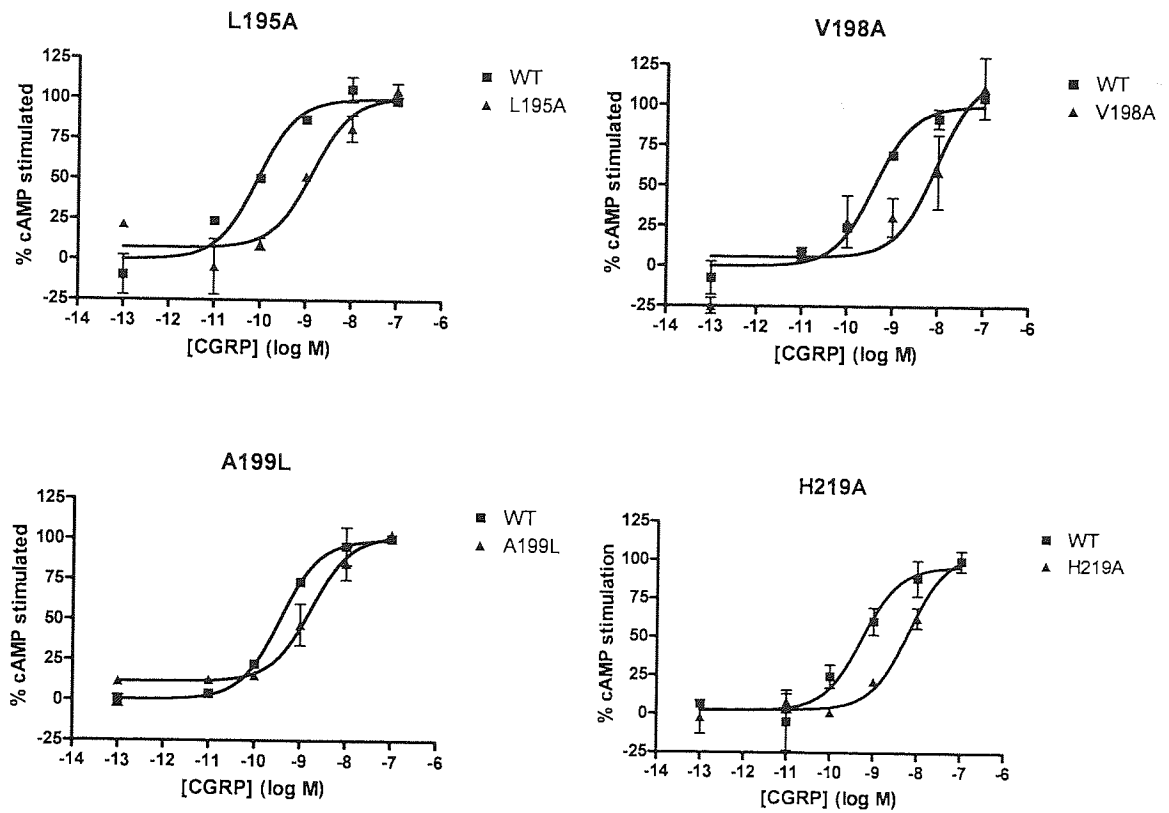 L195A
125
100
75
50
25
0
-25
% cAMP stimulated
-14 -13 -12 -11 -10 -9 -8 -7 -6
[CGRP] (log M)
WT
L195A
V198A
125
100
75
50
25
0
-25
% cAMP stimulated
-14 -13 -12 -11 -10 -9 -8 -7 -6
[CGRP] (log M)
WT
V198A
A199L
125
100
75
50
25
0
-25
% cAMP stimulated
-14 -13 -12 -11 -10 -9 -8 -7 -6
[CGRP] (log M)
WT
A199L
H219A
125
100
75
50
25
0
-25
% cAMP stimulation
-14 -13 -12 -11 -10 -9 -8 -7 -6
[CGRP] (log M)
WT
H219A